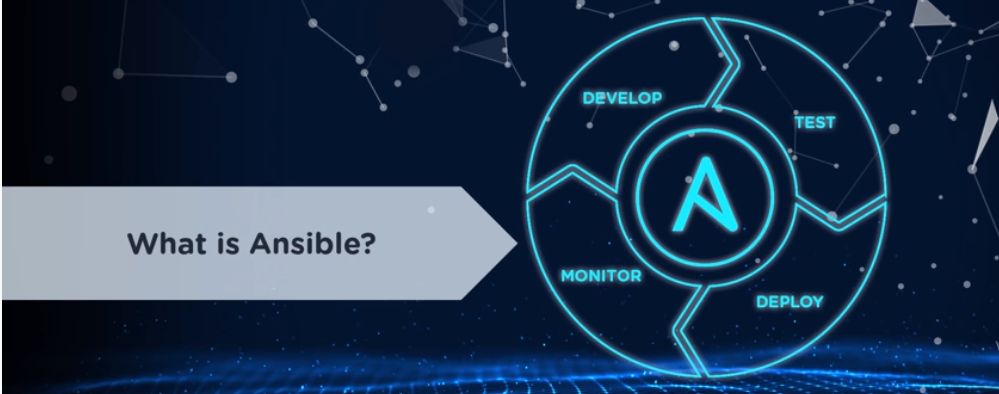 What is Ansible?
DEVELOP
TEST
MONITOR
DEPLOY